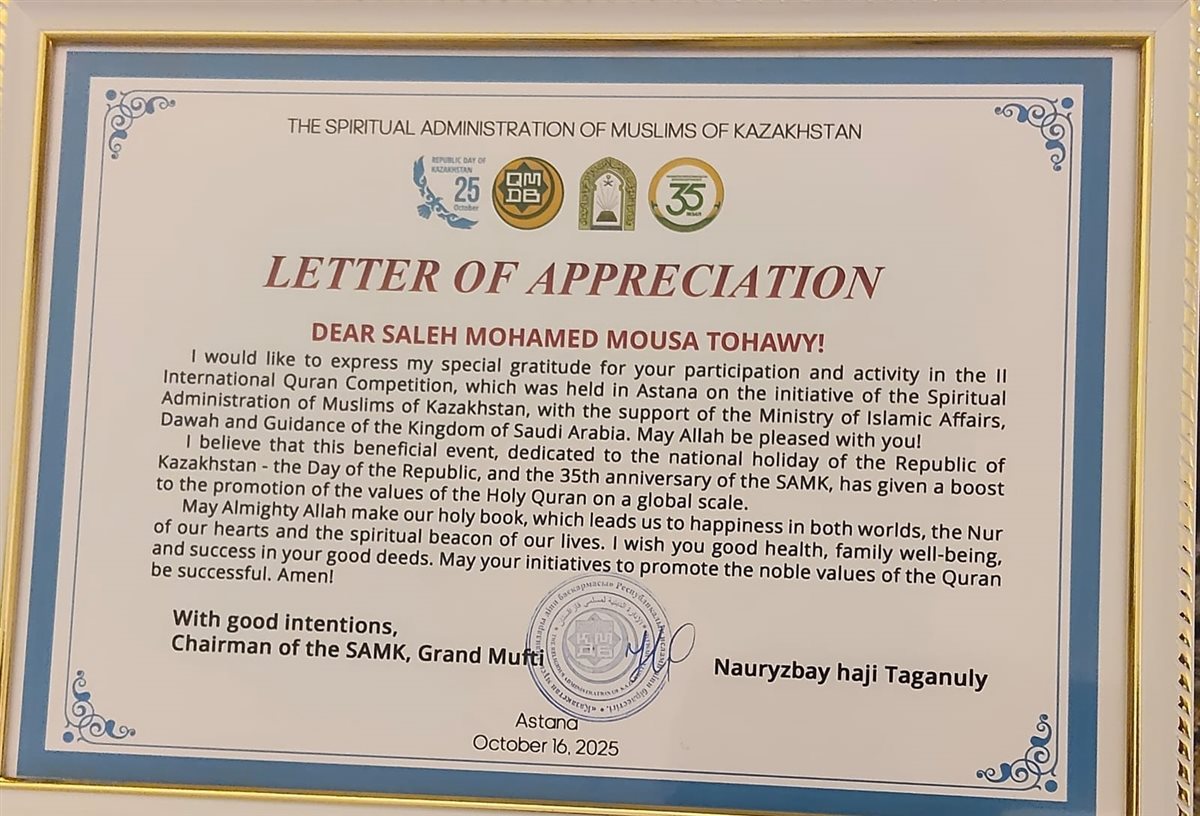 THE SPIRITUAL ADMINISTRATION OF MUSLIMS OF KAZAKHSTAN
REPUBLIC DAY OF
KAZAKHSTAN
25
October
QM
DB
35
LETTER OF APPRECIATION
DEAR SALEH MOHAMED MOUSA TOHAWY!
I would like to express my special gratitude for your participation and activity in the II
International Quran Competition, which was held in Astana on the initiative of the Spiritual
Administration of Muslims of Kazakhstan, with the support of the Ministry of Islamic Affairs,
Dawah and Guidance of the Kingdom of Saudi Arabia. May Allah be pleased with you!
I believe that this beneficial event, dedicated to the national holiday of the Republic of
Kazakhstan - the Day of the Republic, and the 35th anniversary of the SAMK, has given a boost
to the promotion of the values of the Holy Quran on a global scale.
May Almighty Allah make our holy book, which leads us to happiness in both worlds, the Nur
of our hearts and the spiritual beacon of our lives. I wish you good health, family well-being,
and success in your good deeds. May your initiatives to promote the noble values of the Quran
be successful. Amen!
With good intentions,
Chairman of the SAMK, Grand Mufti
Nauryzbay haji Taganuly
Astana
October 16, 2025